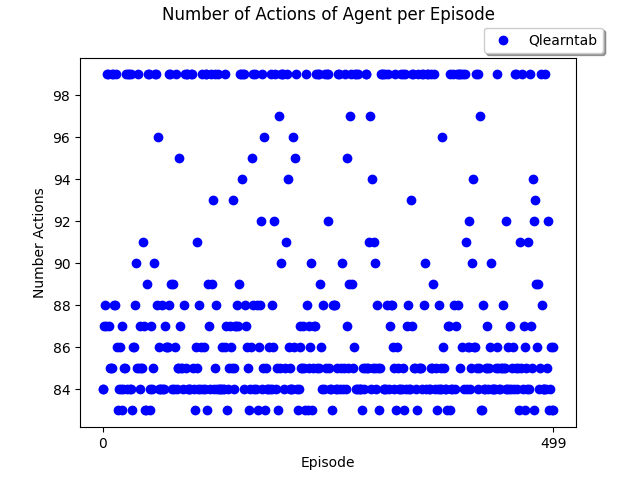 Number of Actions of Agent per Episode
Qlearntab
98
96
94
92
90
88
86
84
Number Actions
0
499
Episode